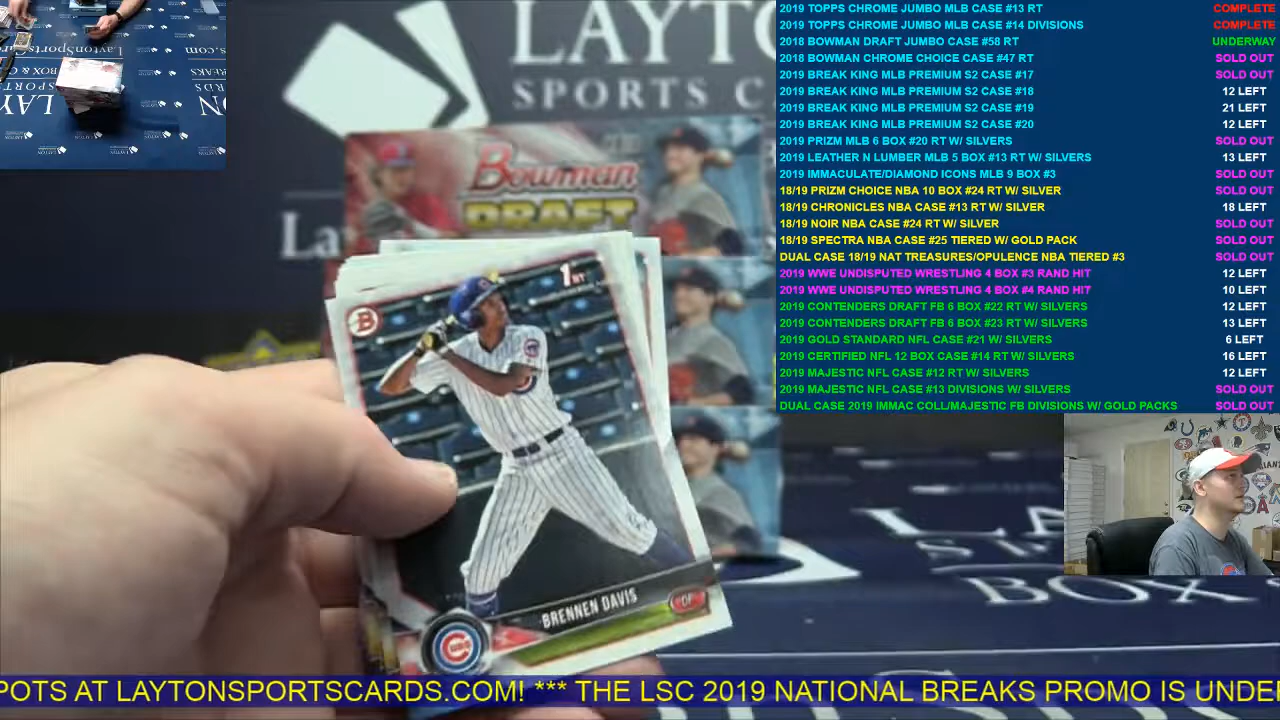 2019 TOPPS CHROME JUMBO MLB CASE #13 RT COMPLETE
2019 TOPPS CHROME JUMBO MLB CASE #14 DIVISIONS COMPLETE
2018 BOWMAN DRAFT JUMBO CASE #58 RT UNDERWAY
2018 BOWMAN CHROME CHOICE CASE #47 RT SOLD OUT
2019 BREAK KING MLB PREMIUM S2 CASE #17 SOLD OUT
2019 BREAK KING MLB PREMIUM S2 CASE #18 12 LEFT
2019 BREAK KING MLB PREMIUM S2 CASE #19 21 LEFT
2019 BREAK KING MLB PREMIUM S2 CASE #20 12 LEFT
2019 PRIZM MLB 6 BOX #20 RT W/ SILVERS SOLD OUT
2019 LEATHER N LUMBER MLB 5 BOX #13 RT W/ SILVERS 13 LEFT
2019 IMMACULATE/DIAMOND ICONS MLB 9 BOX #3 SOLD OUT
18/19 PRIZM CHOICE NBA 10 BOX #24 RT W/ SILVER SOLD OUT
18/19 CHRONICLES NBA CASE #13 RT W/ SILVER 18 LEFT
18/19 NOIR NBA CASE #24 RT W/ SILVER SOLD OUT
18/19 SPECTRA NBA CASE #25 TIERED W/ GOLD PACK SOLD OUT
DUAL CASE 18/19 NAT TREASURES/OPULENCE NBA TIERED #3 SOLD OUT
2019 WWE UNDISPUTED WRESTLING 4 BOX #3 RAND HIT 12 LEFT
2019 WWE UNDISPUTED WRESTLING 4 BOX #4 RAND HIT 10 LEFT
2019 CONTENDERS DRAFT FB 6 BOX #22 RT W/ SILVERS 12 LEFT
2019 CONTENDERS DRAFT FB 6 BOX #23 RT W/ SILVERS 13 LEFT
2019 GOLD STANDARD NFL CASE #21 W/ SILVERS 6 LEFT
2019 CERTIFIED NFL 12 BOX CASE #14 RT W/ SILVERS 16 LEFT
2019 MAJESTIC NFL CASE #12 RT W/ SILVERS 12 LEFT
2019 MAJESTIC NFL CASE #13 DIVISIONS W/ SILVERS SOLD OUT
DUAL CASE 2019 IMMAC COLL/MAJESTIC FB DIVISIONS W/ GOLD PACKS SOLD OUT
LAYTO
SPORTS C
Bowman
DRAFT
La
1ST
B
BRENNEN DAVIS
OF
CUBS
BOX
POTS AT LAYTONSPORTSCARDS.COM! *** THE LSC 2019 NATIONAL BREAKS PROMO IS UNDE